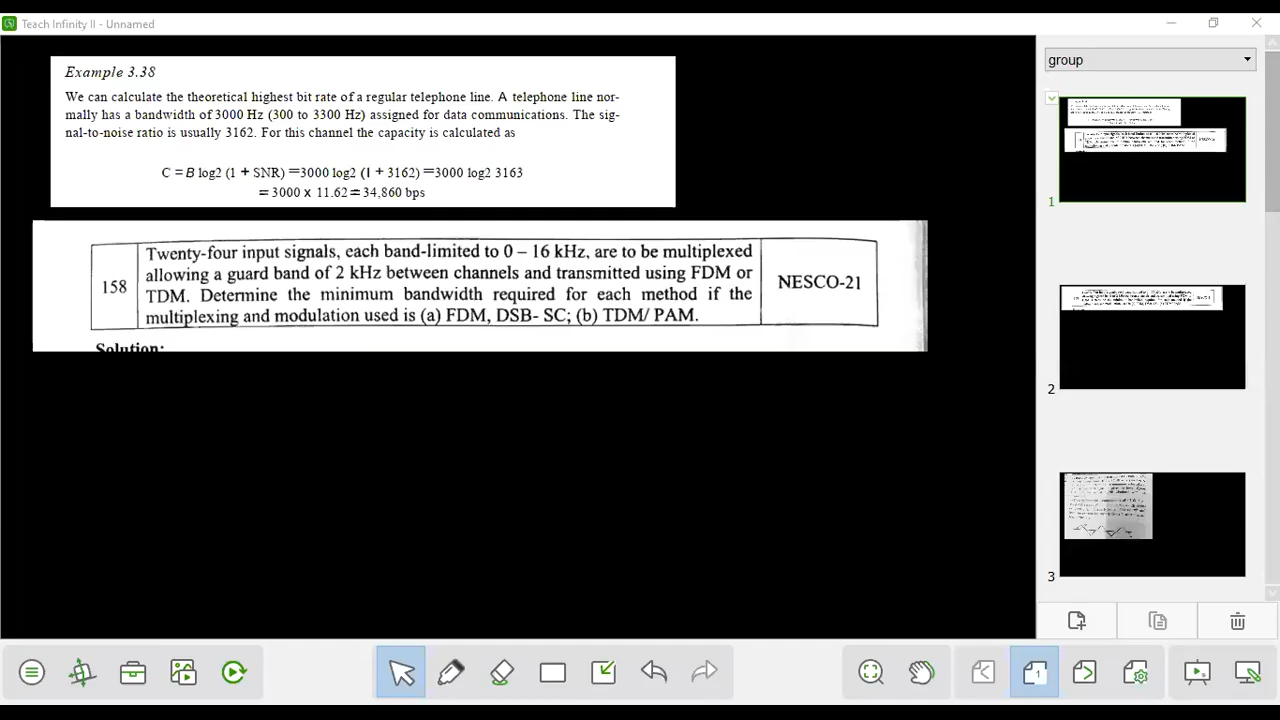 Teach Infinity II - Unnamed
group
Example 3.38
We can calculate the theoretical highest bit rate of a regular telephone line. A telephone line nor-
mally has a bandwidth of 3000 Hz (300 to 3300 Hz) assigned for data communications. The sig-
nal-to-noise ratio is usually 3162. For this channel the capacity is calculated as
C = B log2 (1 + SNR) =3000 log2 (1 + 3162) =3000 log2 3163
= 3000 x 11.62 = 34,860 bps
158
Twenty-four input signals, each band-limited to 0 – 16 kHz, are to be multiplexed
allowing a guard band of 2 kHz between channels and transmitted using FDM or
TDM. Determine the minimum bandwidth required for each method if the
multiplexing and modulation used is (a) FDM, DSB- SC; (b) TDM/ PAM.
NESCO-21
Solution:
1
2
3
1